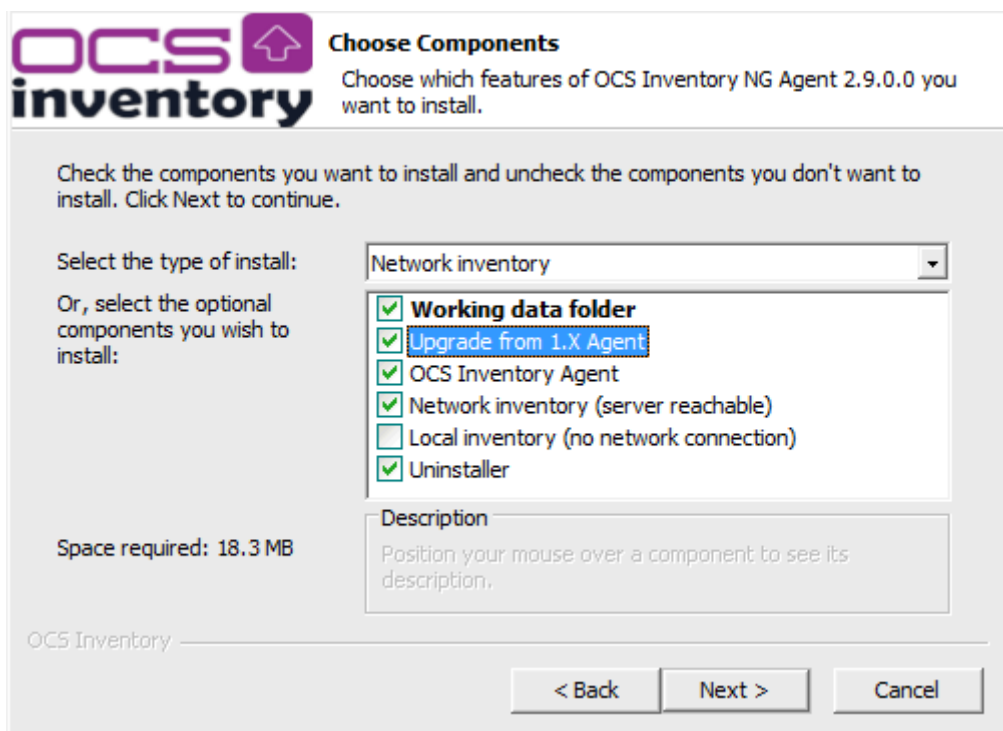 OCS
inventory
Choose Components
Choose which features of OCS Inventory NG Agent 2.9.0.0 you
want to install.
Check the components you want to install and uncheck the components you don't want to
install. Click Next to continue.
Select the type of install:
Network inventory
Or, select the optional
components you wish to
install:
Working data folder
Upgrade from 1.X Agent
OCS Inventory Agent
Network inventory (server reachable)
Local inventory (no network connection)
Uninstaller
Space required: 18.3 MB
Description
Position your mouse over a component to see its
description.
OCS Inventory
< Back
Next >
Cancel